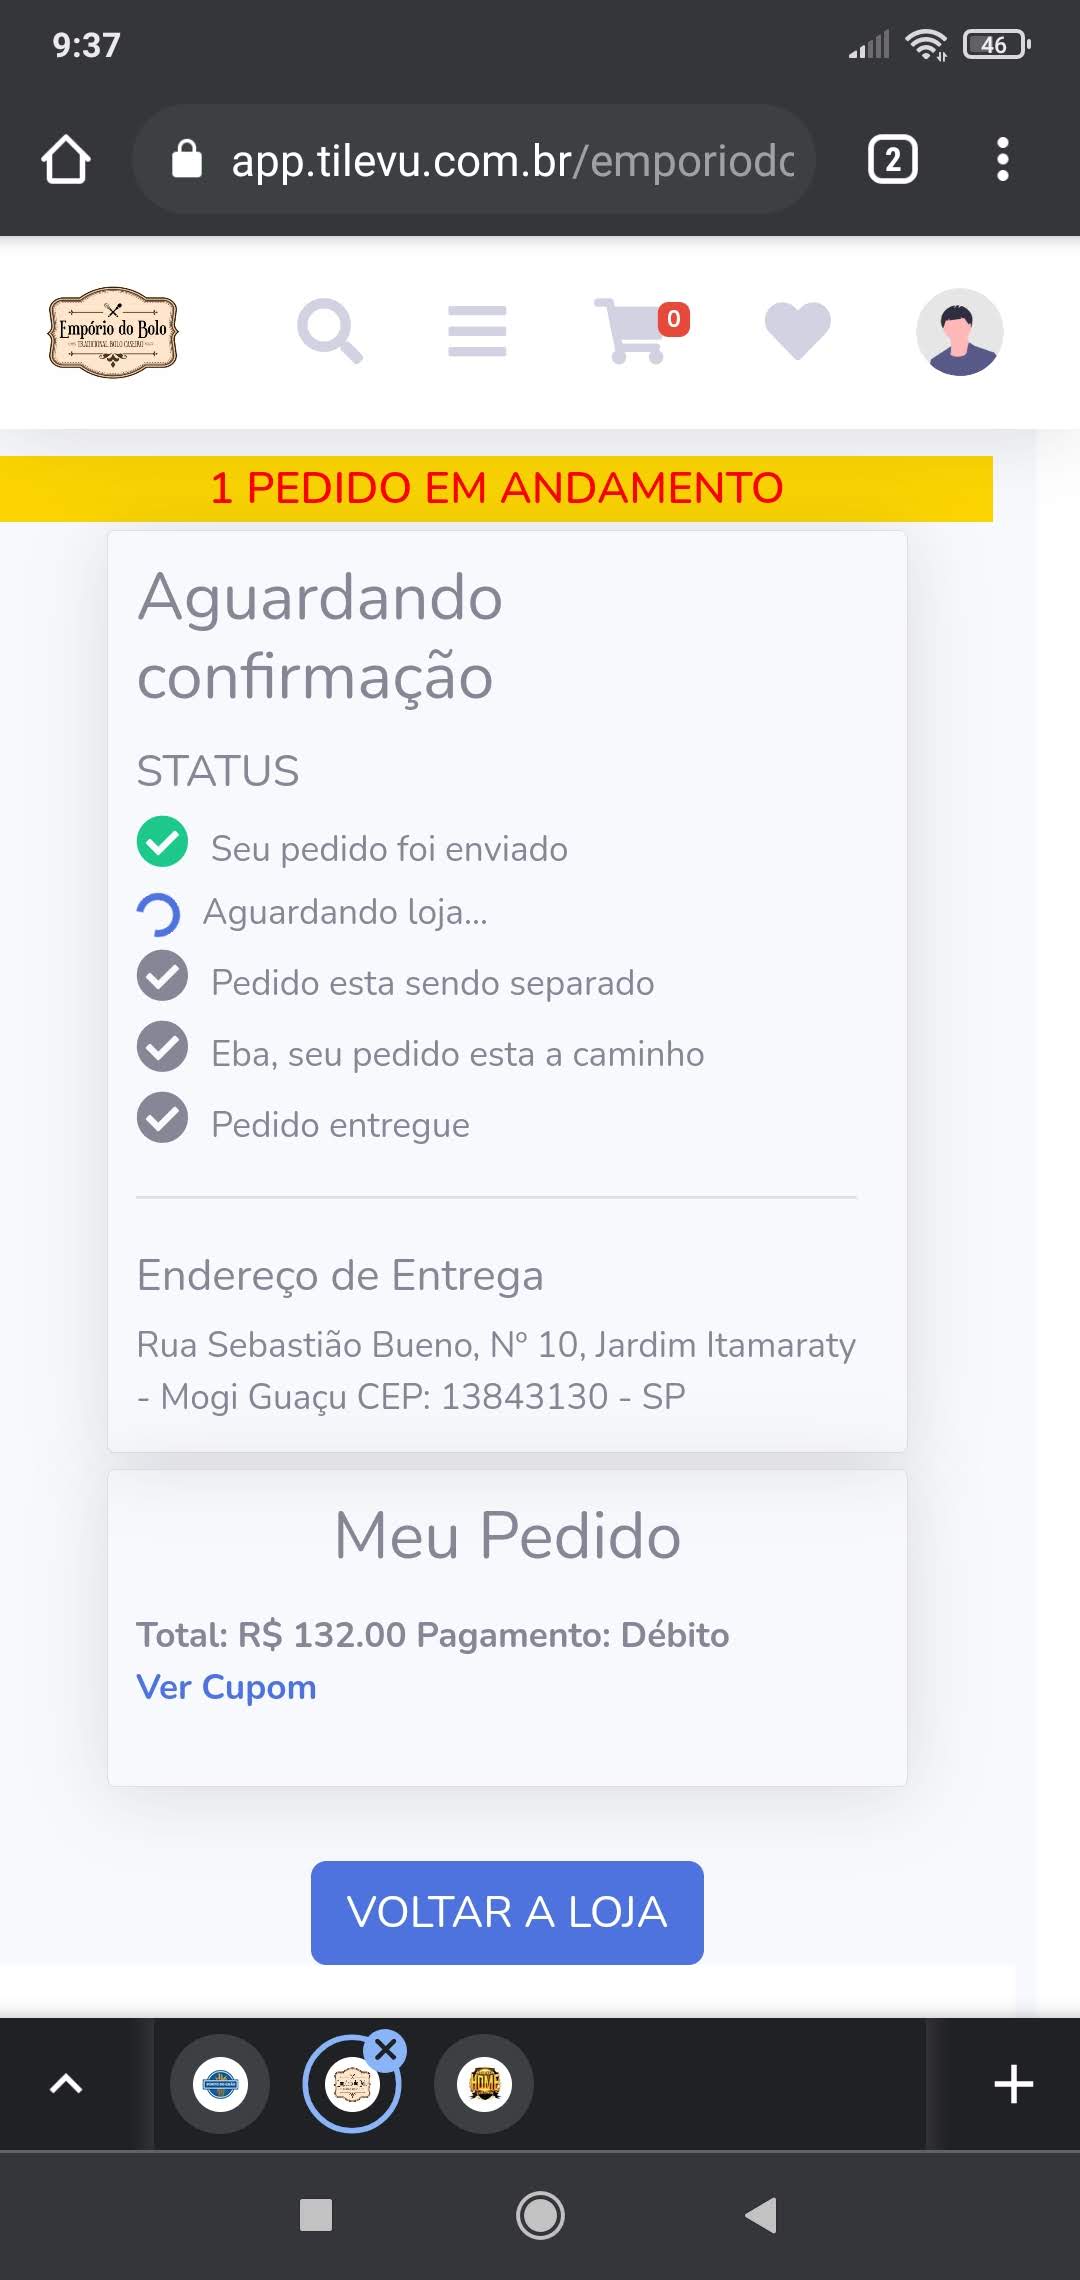 9:37
46
app.tilevu.com.br/emporiodo
2
Empório do Bolo
TRADICIONAL BOLO CASEIRO
0
1 PEDIDO EM ANDAMENTO
Aguardando
confirmação
STATUS
Seu pedido foi enviado
Aguardando loja...
Pedido esta sendo separado
Eba, seu pedido esta a caminho
Pedido entregue
Endereço de Entrega
Rua Sebastião Bueno, Nº 10, Jardim Itamaraty
- Mogi Guaçu CEP: 13843130 - SP
Meu Pedido
Total: R$ 132.00 Pagamento: Débito
Ver Cupom
VOLTAR A LOJA
HOME